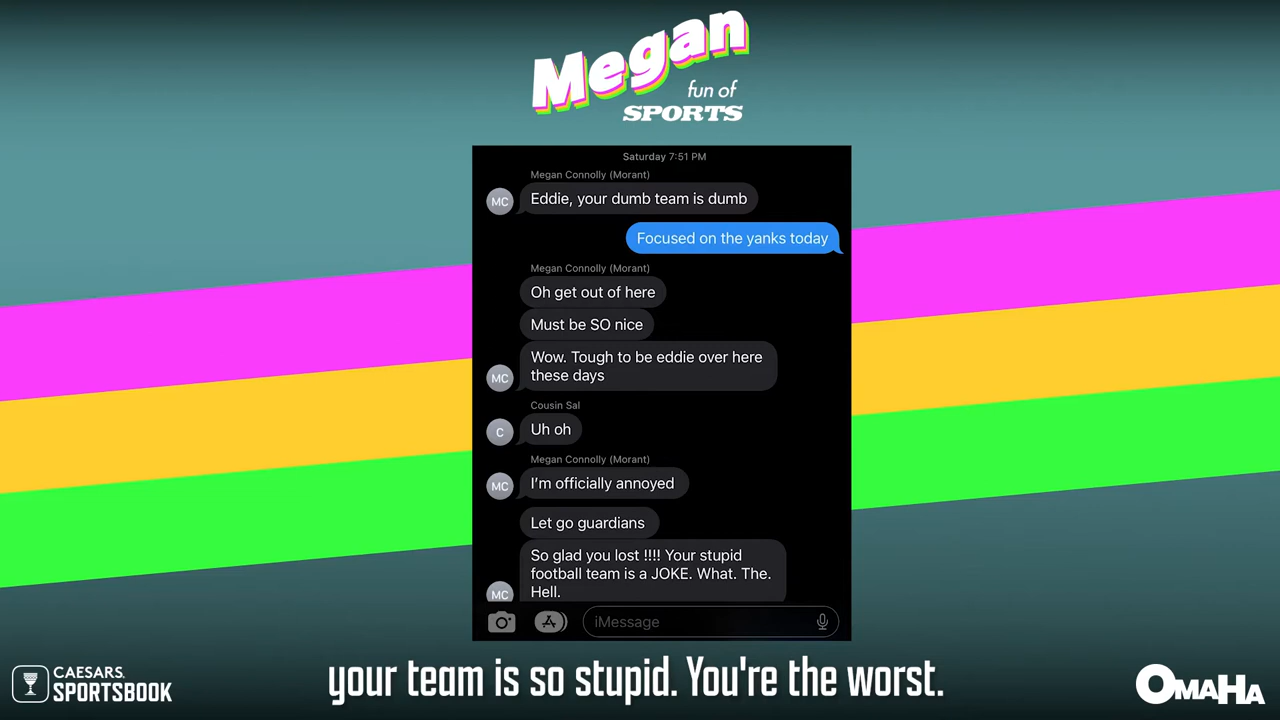 Megan
fun of
SPORTS
Saturday 7:51 PM
Megan Connolly (Morant)
MC
Eddie, your dumb team is dumb
Focused on the yanks today
Megan Connolly (Morant)
Oh get out of here
Must be SO nice
Wow. Tough to be eddie over here
these days
MC
Cousin Sal
C
Uh oh
Megan Connolly (Morant)
MC
I'm officially annoyed
Let go guardians
So glad you lost !!!! Your stupid
football team is a JOKE. What. The.
Hell.
MC
iMessage
your team is so stupid. You're the worst.
CAESARS
SPORTSBOOK
OMAHA